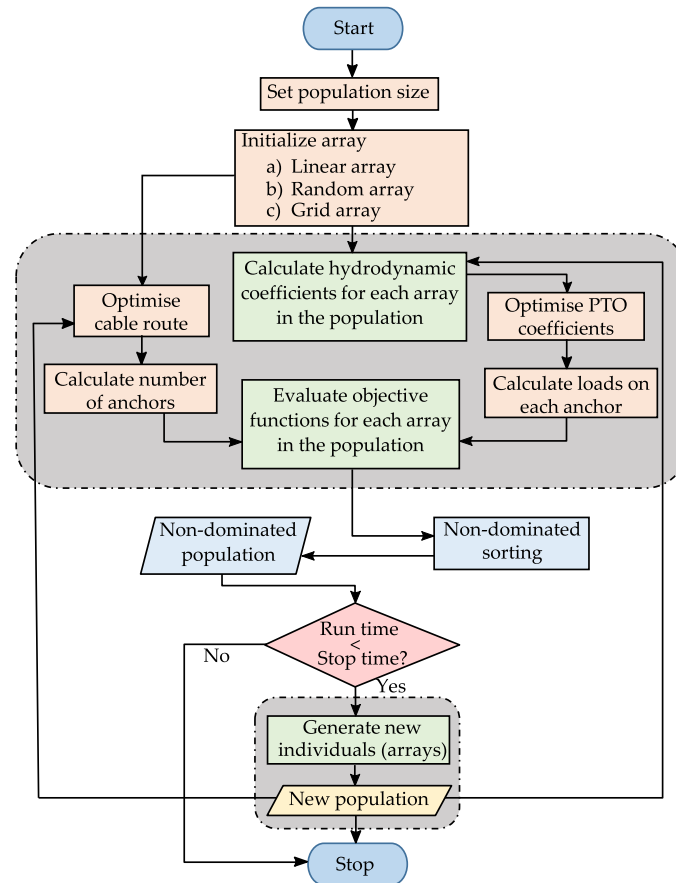 Start
Set population size
Initialize array
a) Linear array
b) Random array
c) Grid array
Calculate hydrodynamic
coefficients for each array
in the population
Optimise
cable route
Optimise PTO
coefficients
Calculate number
of anchors
Evaluate objective
functions for each array
in the population
Calculate loads on
each anchor
Non-dominated
population
Non-dominated
sorting
Run time
<
Stop time?
No
Yes
Generate new
individuals (arrays)
New population
Stop